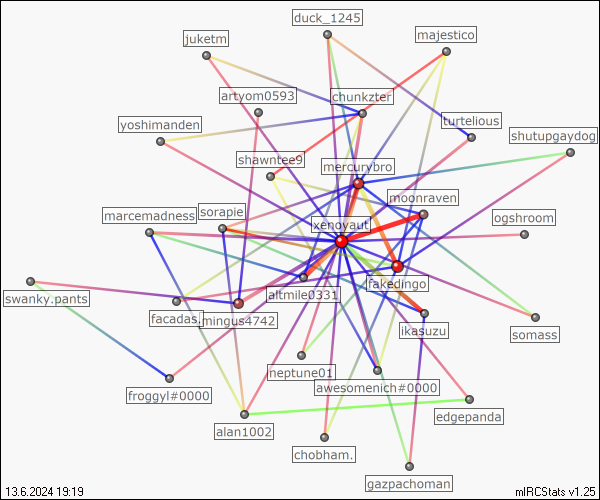 duck_1245
juketm
majestico
artyom0593
chunkzter
yoshimanden
turtelious
shutupgaydog
shawntee9
mercurybro
moonraven
marcemadness
sorapie
xenoyaut
ogshroom
swanky.pants
altmile0331
fakedingo
facadas.
mingus4742
ikasuzu
somass
neptune01
froggyl#0000
awesomenich#0000
edgepanda
alan1002
chobham.
gazpachoman
13.6.2024 19:19
mIRCStats v1.25